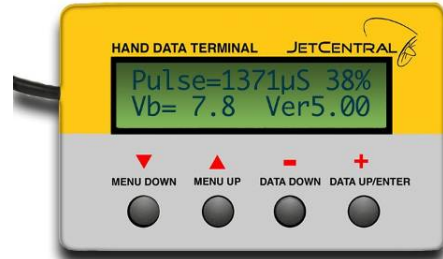 HAND DATA TERMINAL JETCENTRAL
Pulse=1371µS 38%
Vb= 7.8 Ver5.00
MENU DOWN MENU UP DATA DOWN DATA UP/ENTER